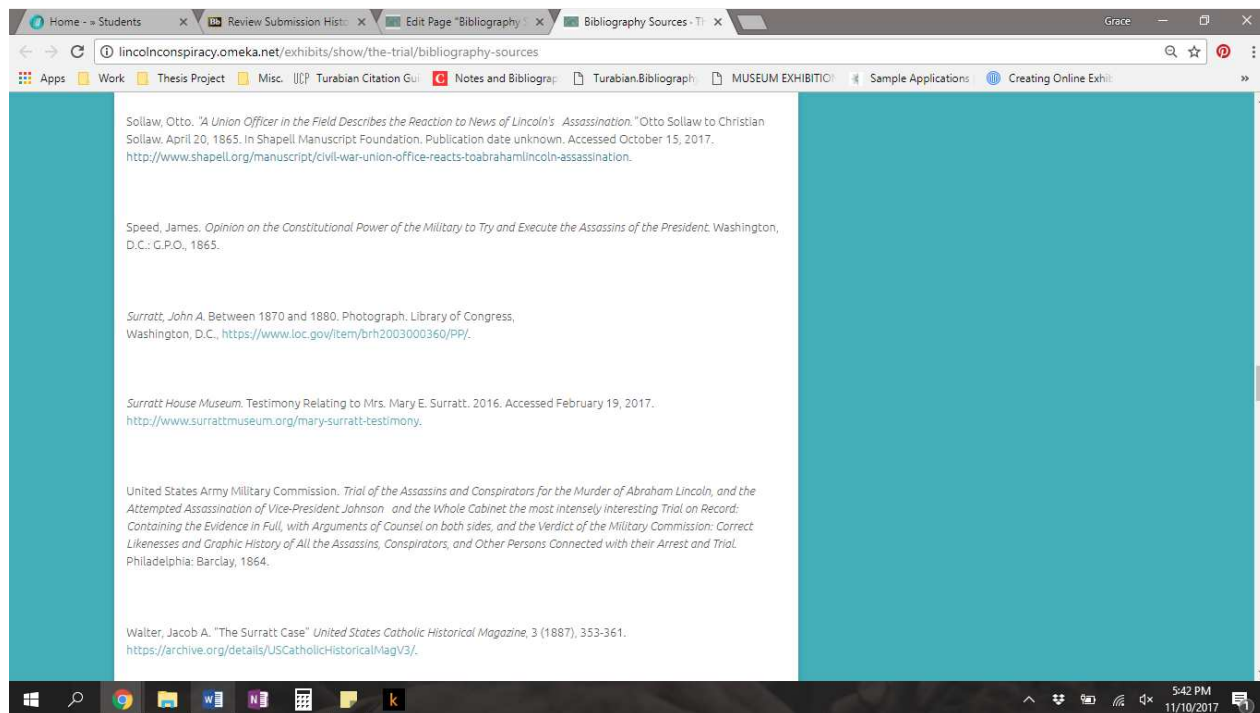 Home - » Students
Review Submission Histo
Edit Page "Bibliography S
Bibliography Sources · Th
Grace
lincolnconspiracy.omeka.net/exhibits/show/the-trial/bibliography-sources
Apps Work Thesis Project Misc. UCP Turabian Citation Gui C Notes and Bibliograp Turabian.Bibliograph MUSEUM EXHIBITIO Sample Applications Creating Online Exhi »
Sollaw, Otto. "A Union Officer in the Field Describes the Reaction to News of Lincoln's Assassination." Otto Sollaw to Christian
Sollaw. April 20, 1865. In Shapell Manuscript Foundation. Publication date unknown. Accessed October 15, 2017.
http://www.shapell.org/manuscript/civil-war-union-office-reacts-toabrahamlincoln-assassination.
Speed, James. Opinion on the Constitutional Power of the Military to Try and Execute the Assassins of the President. Washington,
D.C.: G.P.O., 1865.
Surratt, John A. Between 1870 and 1880. Photograph. Library of Congress,
Washington, D.C., https://www.loc.gov/item/brh2003000360/PP/.
Surratt House Museum. Testimony Relating to Mrs. Mary E. Surratt. 2016. Accessed February 19, 2017.
http://www.surrattmuseum.org/mary-surratt-testimony.
United States Army Military Commission. Trial of the Assassins and Conspirators for the Murder of Abraham Lincoln, and the
Attempted Assassination of Vice-President Johnson and the Whole Cabinet the most intensely interesting Trial on Record:
Containing the Evidence in Full, with Arguments of Counsel on both sides, and the Verdict of the Military Commission: Correct
Likenesses and Graphic History of All the Assassins, Conspirators, and Other Persons Connected with their Arrest and Trial.
Philadelphia: Barclay, 1864.
Walter, Jacob A. "The Surratt Case" United States Catholic Historical Magazine, 3 (1887), 353-361.
https://archive.org/details/USCatholicHistoricalMagV3/.
5:42 PM
11/10/2017